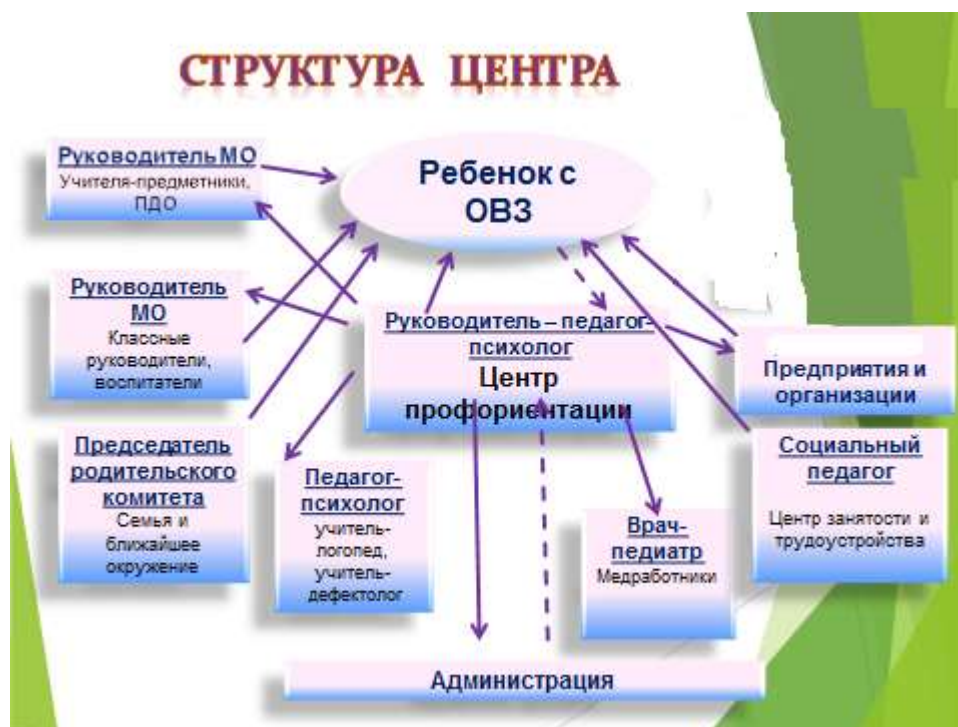 СТРУКТУРА ЦЕНТРА
Руководитель МО
Учителя-предметники,
ПДО
Ребенок с
ОВЗ
Руководитель
МО
Классные
руководители,
воспитатели
Руководитель – педагог-
психолог
Центр
профориентации
Предприятия и
организации
Председатель
родительского
комитета
Семья и
ближайшее
окружение
Педагог-
психолог
учитель-
логопед,
учитель-
дефектолог
Врач-
педиатр
Медработники
Социальный
педагог
Центр занятости и
трудоустройства
Администрация